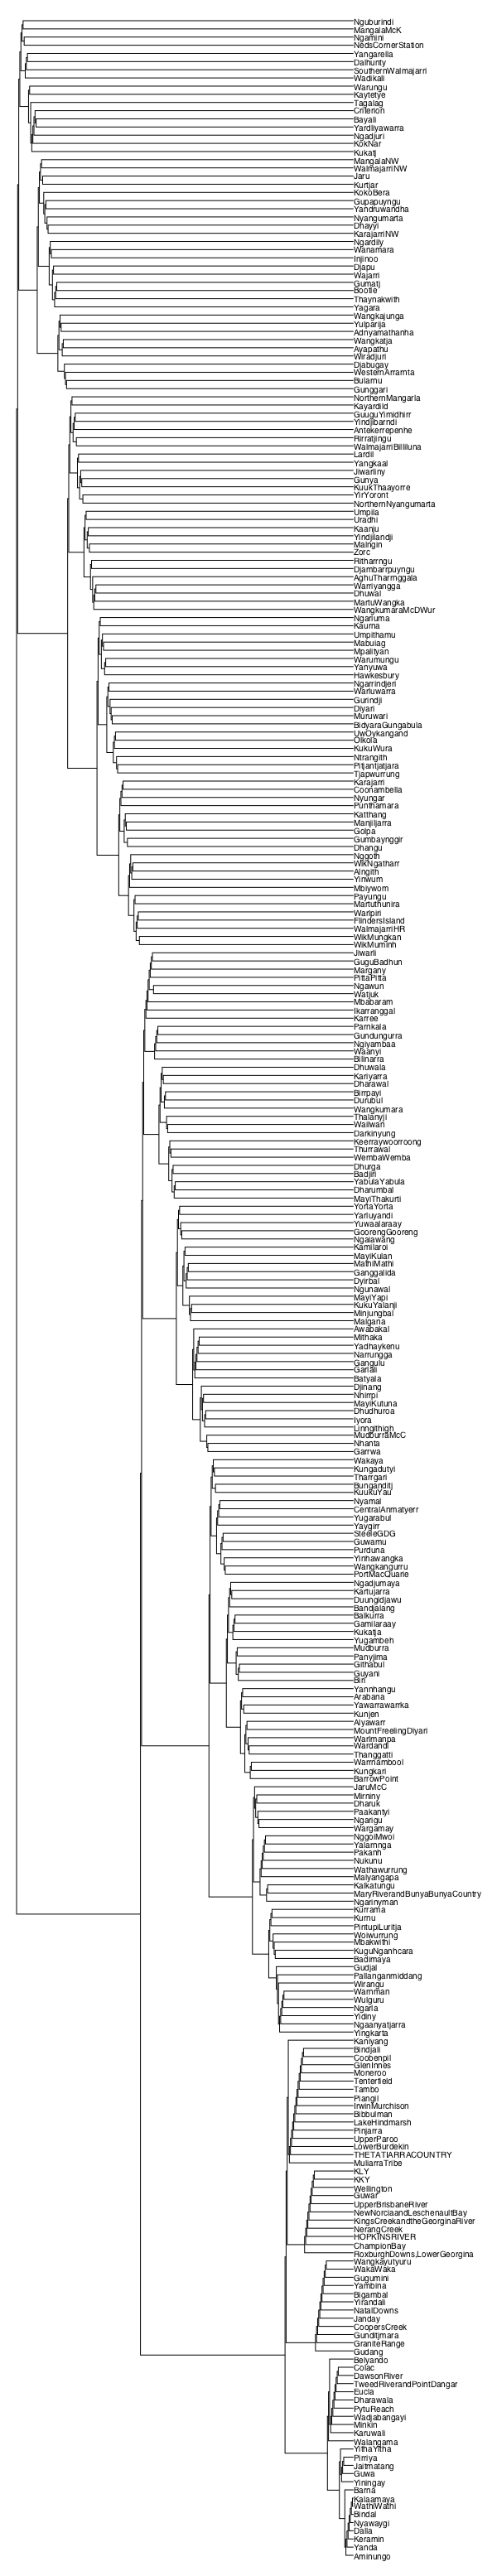 Nguburindi
MangalaMcK
Ngamini
NedsCornerStation
Yangarella
Dalhunty
SouthernWalmajarri
Wadikali
Warungu
Kaytetye
Tagalag
Criterion
Bayali
Yardliyawarra
Ngadjuri
KokNar
Kukatj
MangalaNW
WalmajarriNW
Jaru
Kurtjar
KokoBera
Gupapuyngu
Yandruwandha
Nyangumarta
Dhayyi
KarajarriNW
Ngardily
Wanamara
Injinoo
Djapu
Wajarri
Gumatj
Bootle
Thaynakwith
Yagara
Wangkajunga
Yulparija
Adnyamathanha
Wangkatja
Ayapathu
Wiradjuri
Djabugay
WesternArrarnta
Bularnu
Gunggari
NorthernMangarla
Kayardild
GuuguYimidhirr
Yindjibarndi
Antekerrepenhe
Rirratjingu
WalmajarriBilliluna
Lardil
Yangkaal
Jiwarliny
Gunya
KuukThaayorre
YirYoront
NorthernNyangumarta
Umpila
Uradhi
Kaanju
Yindjilandji
Malngin
Zorc
Ritharrngu
Djambarrpuyngu
AghuTharrnggala
Warriyangga
Dhuwal
MartuWangka
WangkumaraMcDWur
Ngarluma
Kaurna
Umpithamu
Mabuiag
Mpalityan
Warumungu
Yanyuwa
Hawkesbury
Ngarrindjeri
Warluwarra
Gurindji
Diyari
Muruwari
BidyaraGungabula
UwOykangand
Olkola
KukuWura
Ntrangith
Pitjantjatjara
Tjapwurrung
Karajarri
Coonambella
Nyungar
Punthamara
Katthang
Manjiljarra
Golpa
Gumbaynggir
Dhangu
Nggoth
WikNgatharr
Alngith
Yinwum
Mbiywom
Payungu
Martuthunira
Warlpiri
FlindersIsland
WalmajarriHR
WikMungkan
WikMuminh
Jiwarli
GuguBadhun
Margany
PittaPitta
Ngawun
Watjuk
Mbabaram
Ikarranggal
Karree
Parnkala
Gundungurra
Ngiyambaa
Waanyi
Bilinarra
Dhuwala
Kariyarra
Dharawal
Birrpayi
Durubul
Wangkumara
Thalanyji
Wailwan
Darkinyung
Keerraywoorroong
Thurrawal
WembaWemba
Dhurga
Badjiri
YabulaYabula
Dharumbal
MayiThakurti
YortaYorta
Yarluyandi
Yuwaalaraay
GoorengGooreng
Ngaiawang
Kamilaroi
MayiKulan
MathiMathi
Ganggalida
Dyirbal
Ngunawal
MayiYapi
KukuYalanji
Minjungbal
Malgana
Awabakal
Mithaka
Yadhaykenu
Narrungga
Gangulu
Garlali
Batyala
Djinang
Nhirrpi
MayiKutuna
Dhudhuroa
Iyora
Linngithigh
MudburraMcC
Nhanta
Garrwa
Wakaya
Kungadutyi
Tharrgari
Bunganditj
KuukuYau
Nyamal
CentralAnmatyerr
Yugarabul
Yaygirr
SteeleGDG
Guwamu
Purduna
Yinhawangka
Wangkangurru
PortMacQuarie
Ngadjumaya
Kartujarra
Duungidjawu
Bandjalang
Balkurra
Gamilaraay
Kukatja
Yugambeh
Mudburra
Panyjima
Githabul
Guyani
Biri
Yannhangu
Arabana
Yawarrawarrka
Kunjen
Alyawarr
MountFreelingDiyari
Warlmanpa
Wardandi
Thanggatti
Warrnambool
Kungkari
BarrowPoint
JaruMcC
Mirniny
Dharuk
Paakantyi
Ngarigu
Wargamay
NggoiMwoi
Yalarnnga
Pakanh
Nukunu
Wathawurrung
Malyangapa
Kalkatungu
MaryRiverandBunyaBunyaCountry
Ngarinyman
Kurrama
Kurnu
PintupiLuritja
Woiwurrung
Mbakwithi
KuguNganhcara
Badimaya
Gudjal
Pallanganmiddang
Wirangu
Warnman
Wulguru
Ngarla
Yidiny
Ngaanyatjarra
Yingkarta
Kaniyang
Bindjali
Coobenpil
GlenInnes
Moneroo
Tenterfield
Tambo
Piangil
IrwinMurchison
Bibbulman
LakeHindmarsh
Pinjarra
UpperParoo
LowerBurdekin
THETATIARRACOUNTRY
MuliarraTribe
KLY
KKY
Wellington
Guwar
UpperBrisbaneRiver
NewNorciaandLeschenaultBay
KingsCreekandtheGeorginaRiver
NerangCreek
HOPKINSRIVER
ChampionBay
RoxburghDowns,LowerGeorgina
Wangkayutyuru
WakaWaka
Gugumini
Yambina
Bigambal
Yirandali
NatalDowns
Janday
CoopersCreek
Gunditjmara
GraniteRange
Gudang
Belyando
Colac
DawsonRiver
TweedRiverandPointDangar
Eucla
Dharawala
PytuReach
Wadjabangayi
Minkin
Karuwali
Walangama
YithaYitha
Pirriya
Jaitmatang
Guwa
Yiningay
Barna
Kalaamaya
WathiWathi
Bindal
Nyawaygi
Dalla
Keramin
Yanda
Aminungo